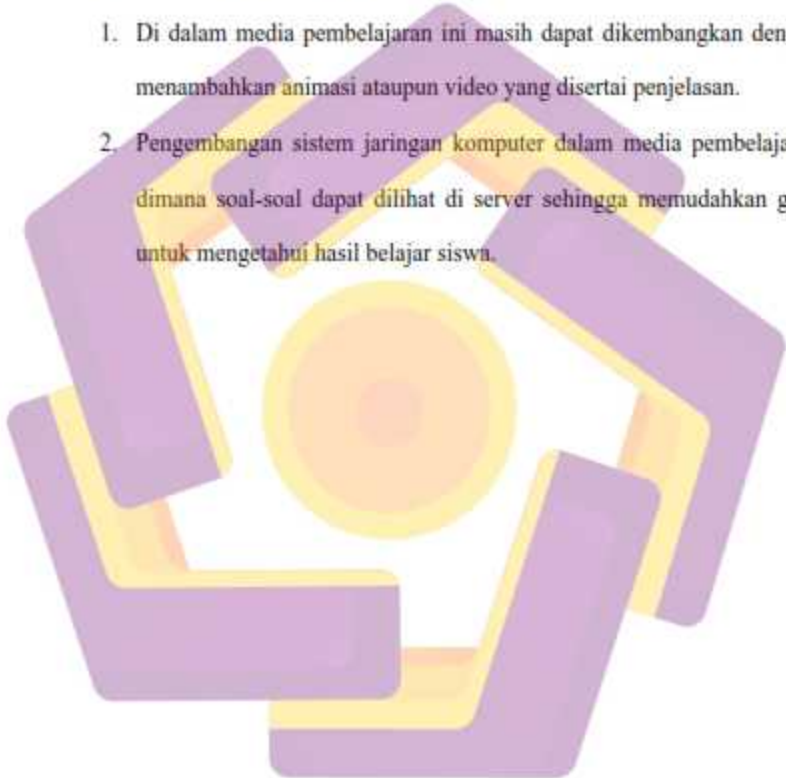 1. Di dalam media pembelajaran ini masih dapat dikembangkan den
menambahkan animasi ataupun video yang disertai penjelasan.
2. Pengembangan sistem jaringan komputer dalam media pembelaja
dimana soal-soal dapat dilihat di server sehingga memudahkan g
untuk mengetahui hasil belajar siswa.